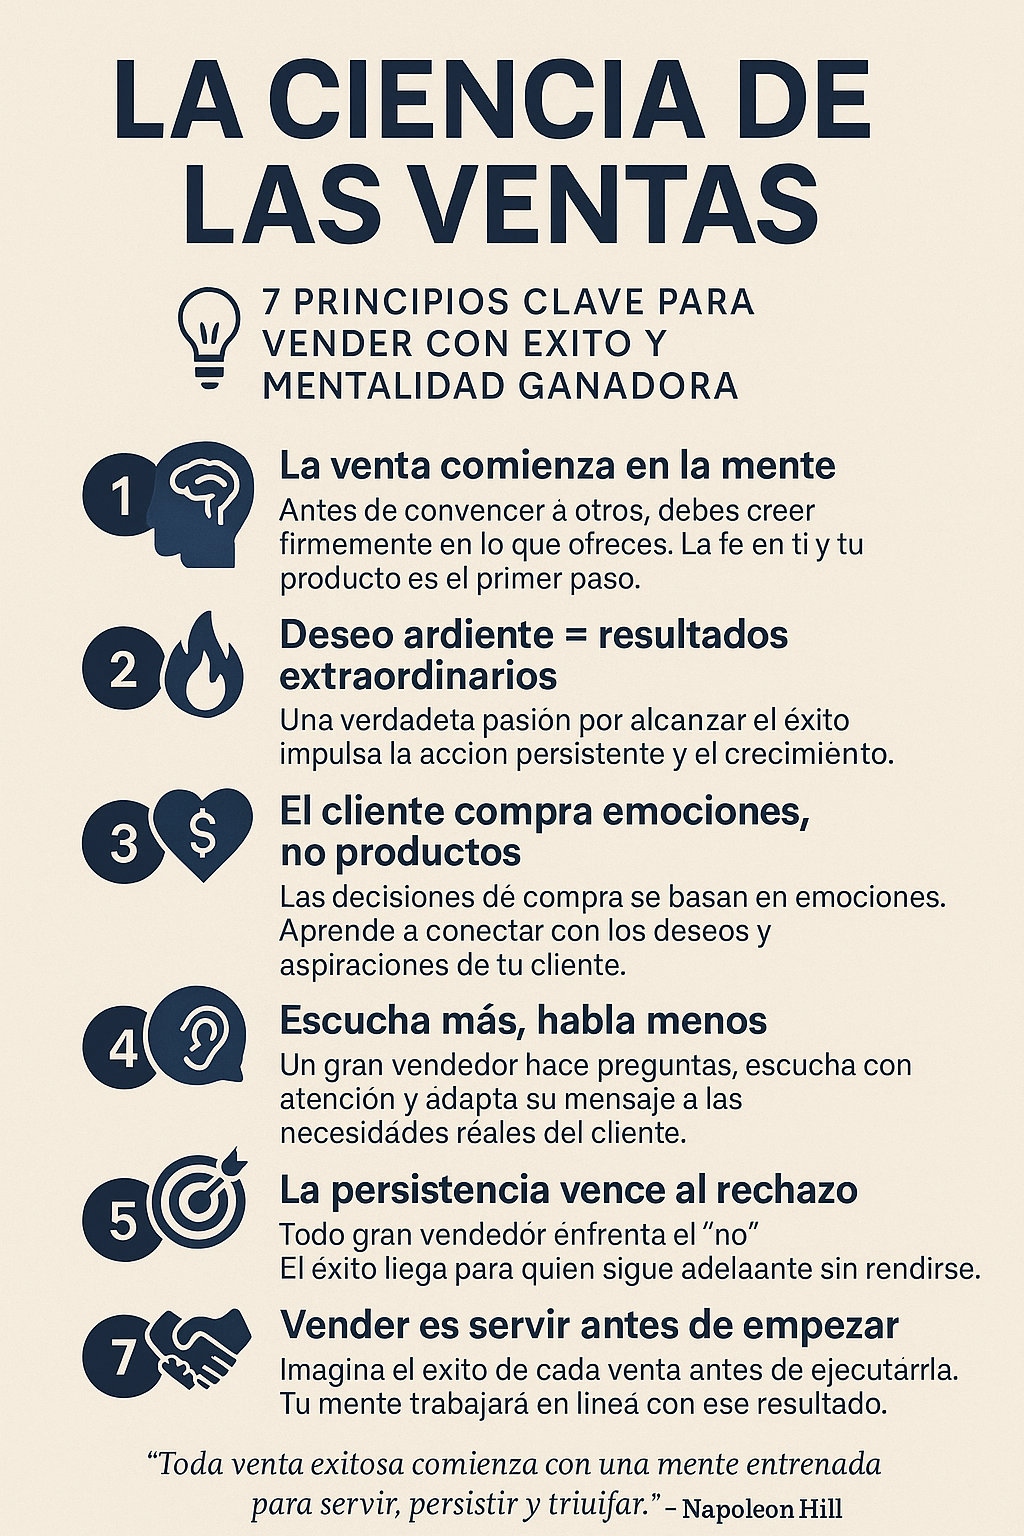 LA CIENCIA DE
LAS VENTAS
7 PRINCIPIOS CLAVE PARA
VENDER CON EXITO Y
MENTALIDAD GANADORA
1
La venta comienza en la mente
Antes de convencer à otros, debes creer
firmemente en lo que ofreces. La fe en ti y tu
producto es el primer paso.
2
Deseo ardiente = resultados
extraordinarios
Una verdadeta pasión por alcanzar el éxito
impulsa la accion persistente y el crecimiėnto.
3
$
El cliente compra emociones,
no productos
Las decisiones dé compra se basan en emociones.
Aprende a conectar con los deseos y
aspiraciones de tu cliente.
4
Escucha más, habla menos
Un gran vendedor hace preguntas, escucha con
atención y ȧdapta su mensaje a las
necesidádes réales del cliente.
5
La persistencia vence al rechazo
Todo gran vendedór énfrenta el “no”
El éxito liega para quien sigue adelaante sin rendirse.
7
Vender es servir antes de empezar
Imagina el exito de cada venta antes de ejecutárrla.
Tu mente trabajará en lineá con ese resultado.
“Toda venta exitosa comienza con una mente entrenada
para servir, persistir y triuifar.” – Napoleon Hill